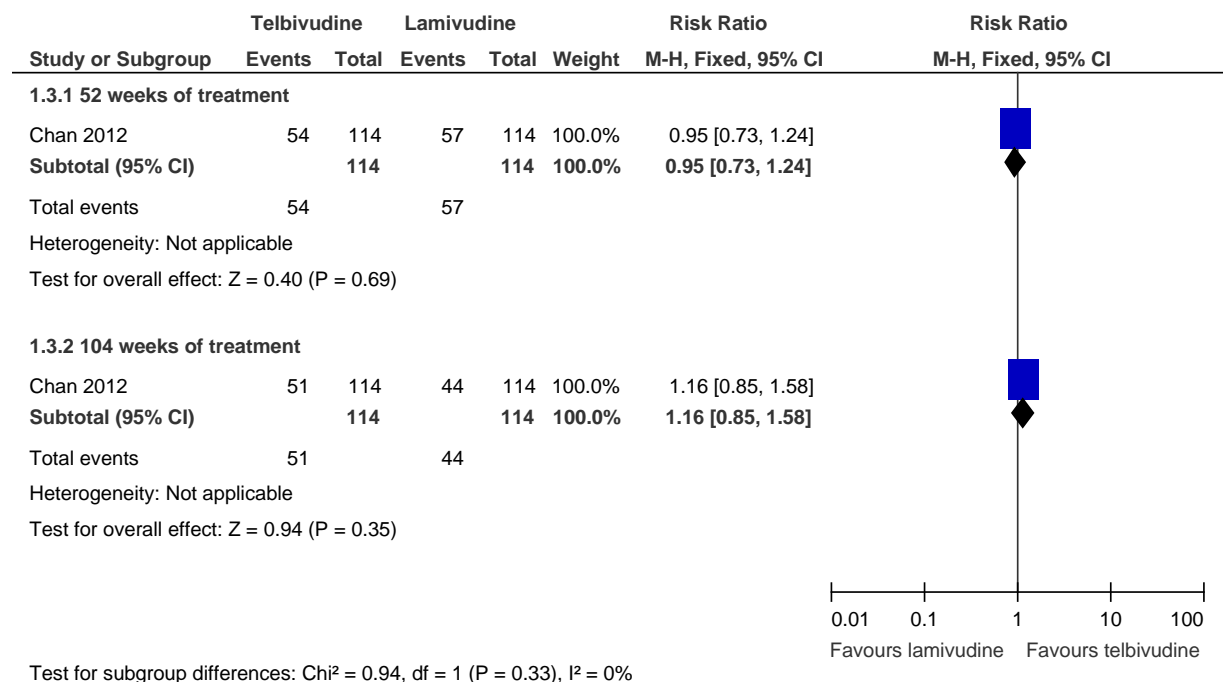 Telbivudine Lamivudine Risk Ratio Risk Ratio
Study or Subgroup Events Total Events Total Weight M-H, Fixed, 95% CI M-H, Fixed, 95% CI
1.3.1 52 weeks of treatment
Chan 2012 54 114 57 114 100.0% 0.95 [0.73, 1.24]
Subtotal (95% CI) 114 114 100.0% 0.95 [0.73, 1.24]
Total events 54 57
Heterogeneity: Not applicable
Test for overall effect: Z = 0.40 (P = 0.69)
1.3.2 104 weeks of treatment
Chan 2012 51 114 44 114 100.0% 1.16 [0.85, 1.58]
Subtotal (95% CI) 114 114 100.0% 1.16 [0.85, 1.58]
Total events 51 44
Heterogeneity: Not applicable
Test for overall effect: Z = 0.94 (P = 0.35)
0.01 0.1 1 10 100
Favours lamivudine Favours telbivudine
Test for subgroup differences: Chi² = 0.94, df = 1 (P = 0.33), I² = 0%